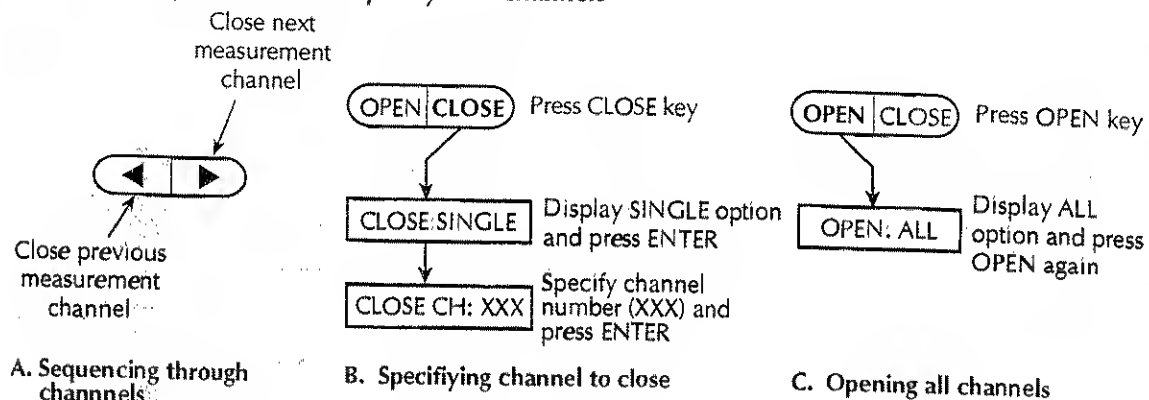 Close next
measurement
channel
Close previous
measurement
channel
A. Sequencing through
channnels
OPEN CLOSE Press CLOSE key
CLOSE:SINGLE Display SINGLE option
and press ENTER
CLOSE CH: XXX Specify channel
number (XXX) and
press ENTER
B. Specifiying channel to close
OPEN CLOSE Press OPEN key
OPEN: ALL Display ALL
option and press
OPEN again
C. Opening all channels